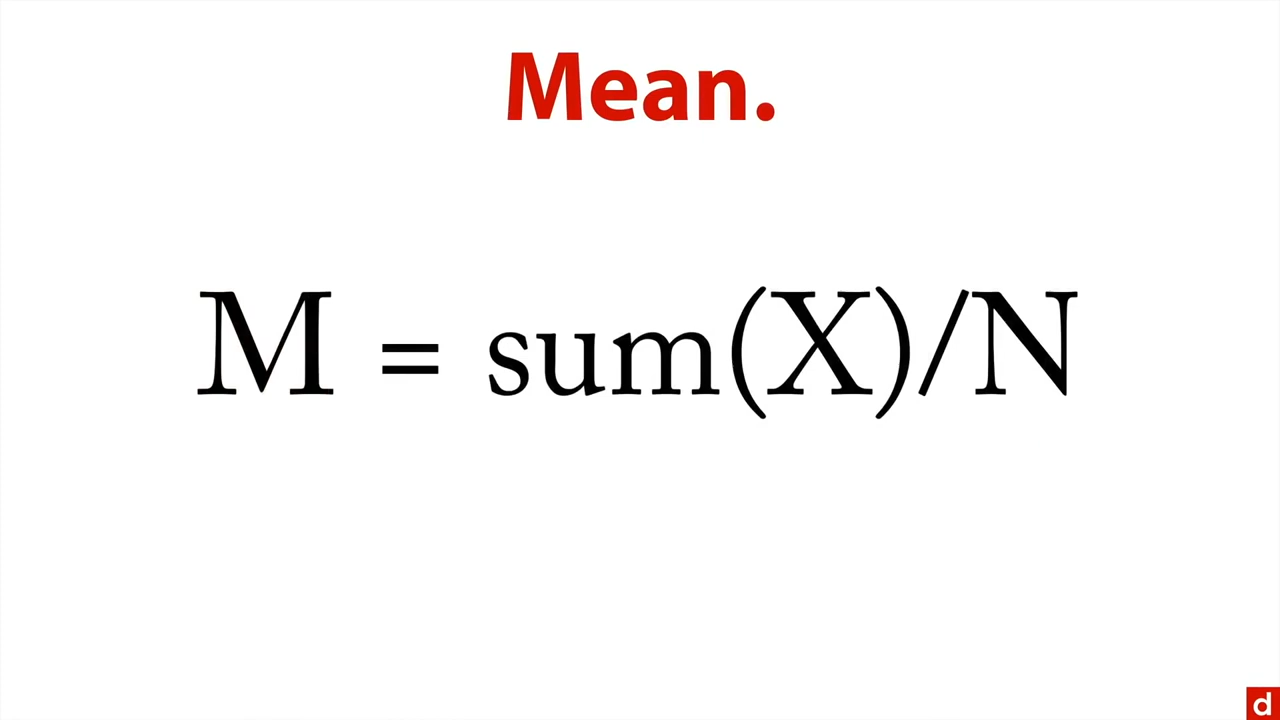 Mean.
M = sum(X)/N
d